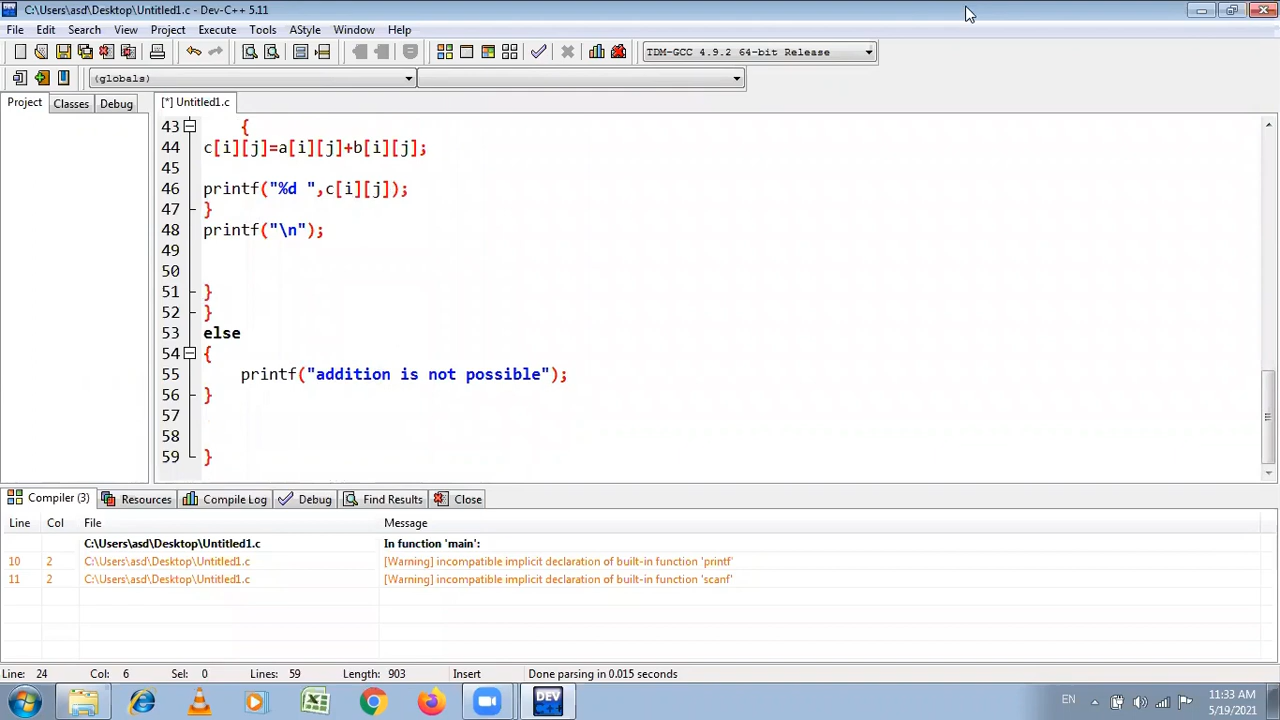 C:\Users\asd\Desktop\Untitled1.c - Dev-C++ 5.11
File Edit Search View Project Execute Tools AStyle Window Help
TDM-GCC 4.9.2 64-bit Release
(globals)
Project Classes Debug [*] Untitled1.c
43 {
44 c[i][j]=a[i][j]+b[i][j];
45
46 printf("%d ",c[i][j]);
47 }
48 printf("\n");
49
50
51 }
52 }
53 else
54 {
55 printf("addition is not possible");
56 }
57
58
59 }
Compiler (3) Resources Compile Log Debug Find Results Close
Line Col File Message
C:\Users\asd\Desktop\Untitled1.c In function 'main':
10 2 C:\Users\asd\Desktop\Untitled1.c [Warning] incompatible implicit declaration of built-in function 'printf'
11 2 C:\Users\asd\Desktop\Untitled1.c [Warning] incompatible implicit declaration of built-in function 'scanf'
Line: 24 Col: 6 Sel: 0 Lines: 59 Length: 903 Insert Done parsing in 0.015 seconds
DEV C++ EN 11:33 AM
5/19/2021